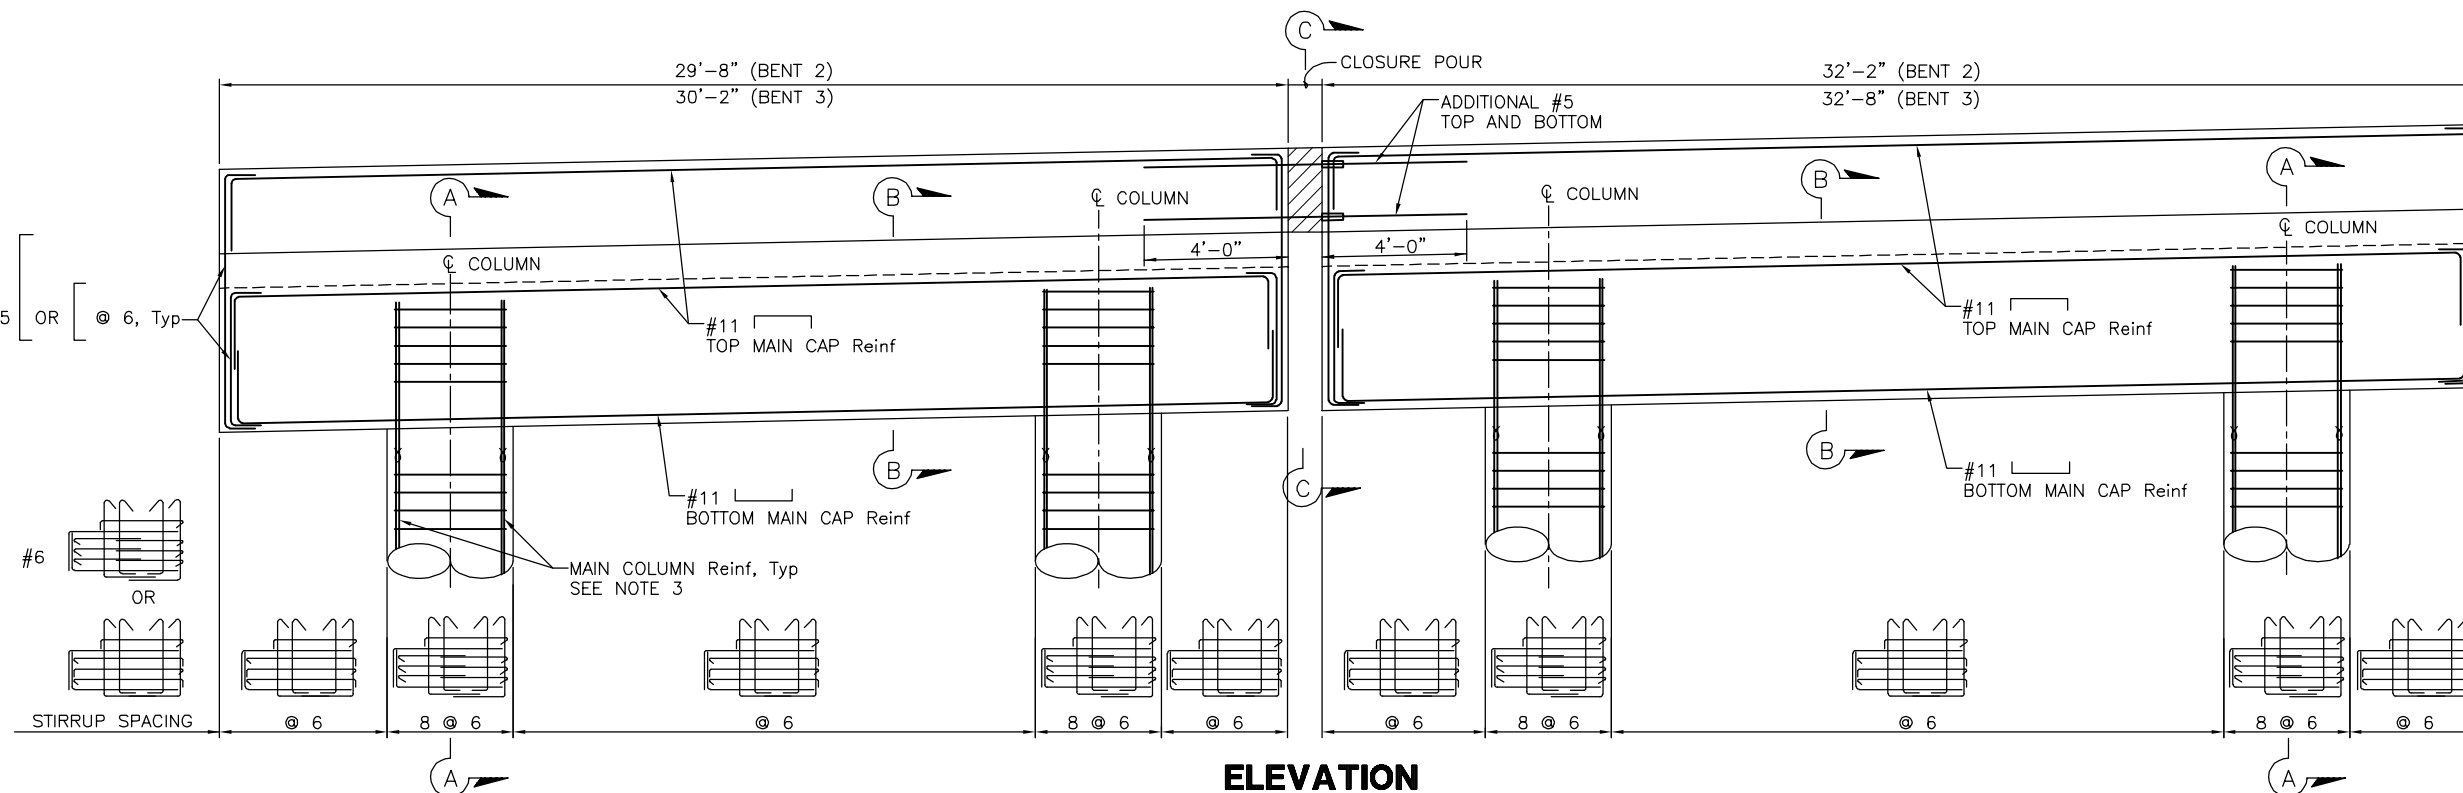 C
CLOSURE POUR
29'-8" (BENT 2)
30'-2" (BENT 3)
32'-2" (BENT 2)
32'-8" (BENT 3)
ADDITIONAL #5
TOP AND BOTTOM
A
B
℄ COLUMN
℄ COLUMN
B
A
℄ COLUMN
℄ COLUMN
4'-0"
4'-0"
5 OR @ 6, Typ
#11
TOP MAIN CAP Reinf
#11
TOP MAIN CAP Reinf
B
C
B
#11
BOTTOM MAIN CAP Reinf
#11
BOTTOM MAIN CAP Reinf
#6
OR
MAIN COLUMN Reinf, Typ
SEE NOTE 3
STIRRUP SPACING
@ 6
8 @ 6
@ 6
8 @ 6
@ 6
@ 6
8 @ 6
@ 6
8 @ 6
@ 6
A
A
ELEVATION